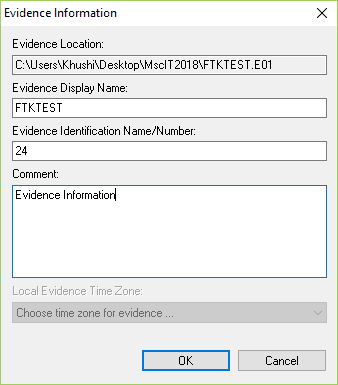 Evidence Information
Evidence Location:
C:\Users\Khushi\Desktop\MscIT2018\FTKTEST.E01
Evidence Display Name:
FTKTEST
Evidence Identification Name/Number:
24
Comment:
Evidence Information
Local Evidence Time Zone:
Choose time zone for evidence ...
OK
Cancel